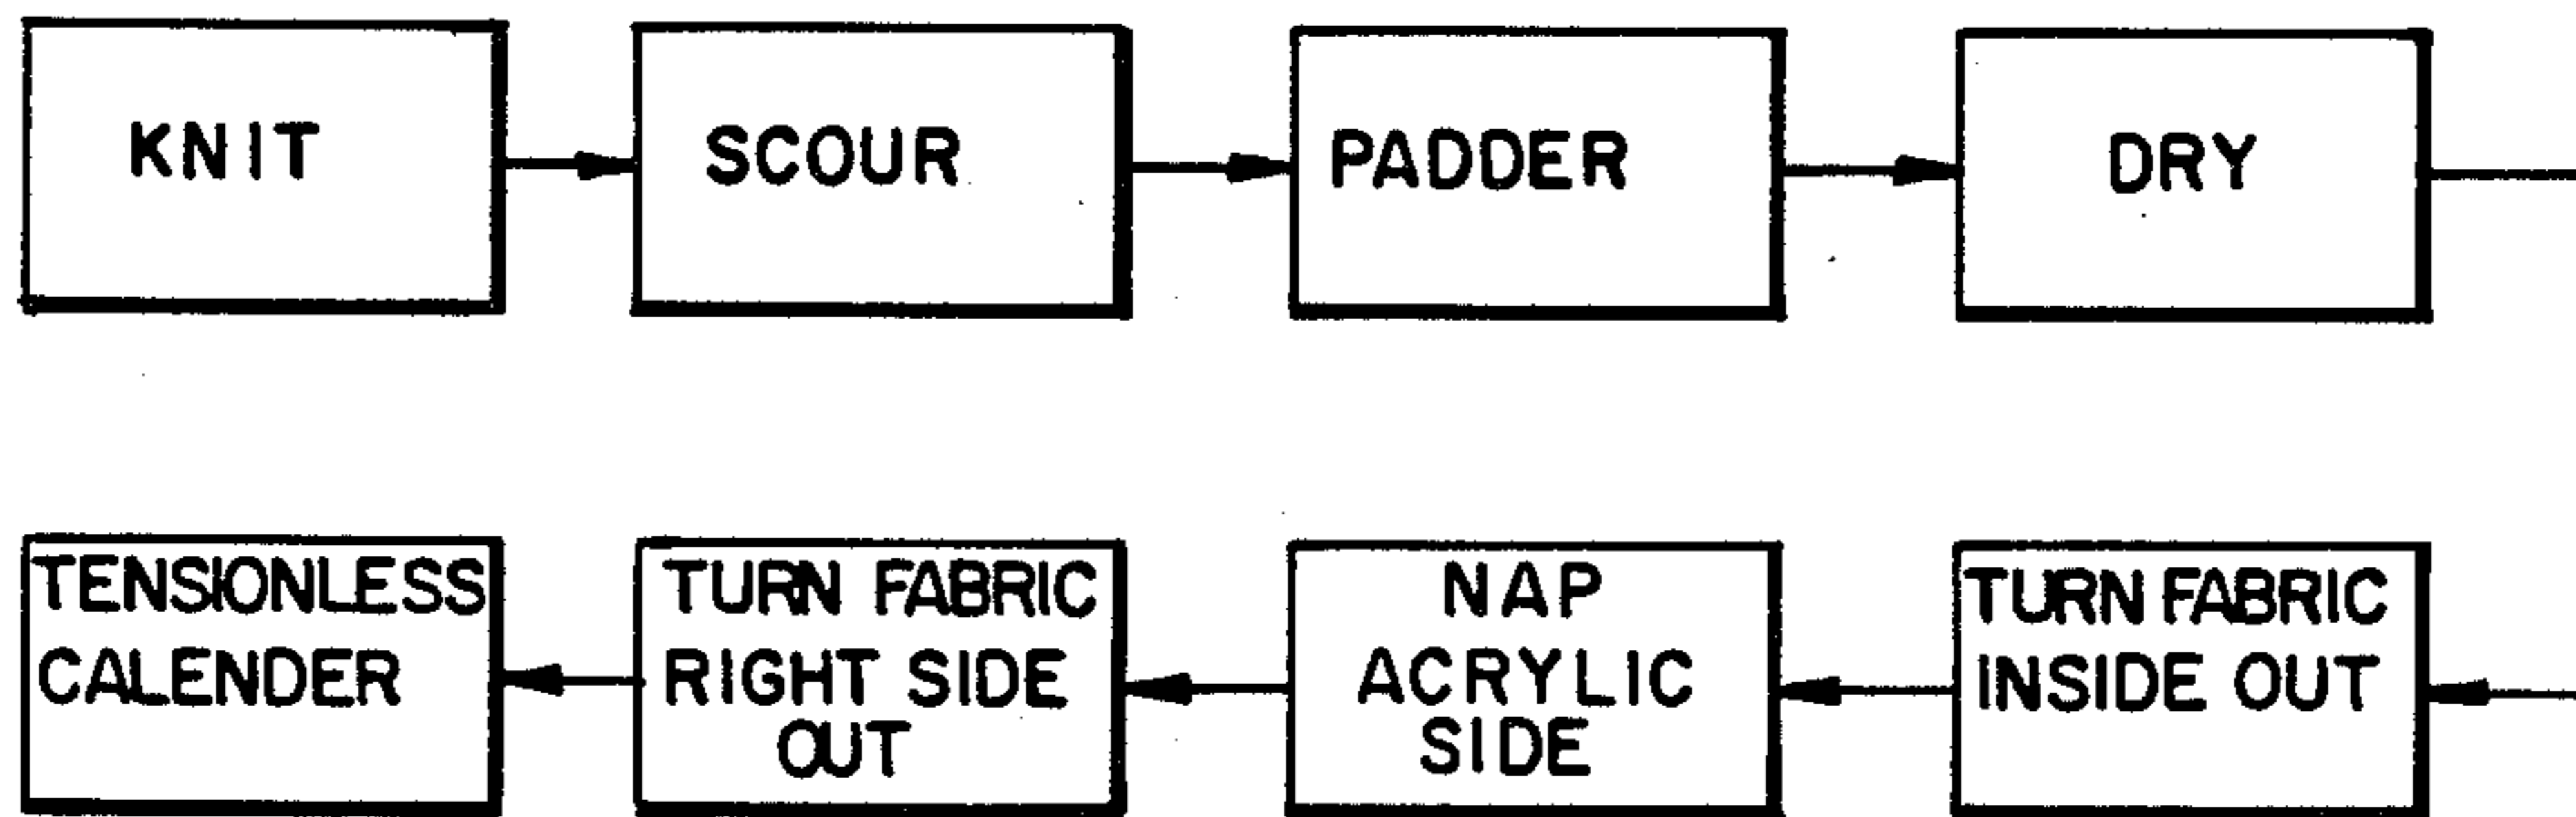 KNIT
SCOUR
PADDER
DRY
TURN FABRIC
INSIDE OUT
NAP
ACRYLIC
SIDE
TURN FABRIC
RIGHT SIDE
OUT
TENSIONLESS
CALENDER